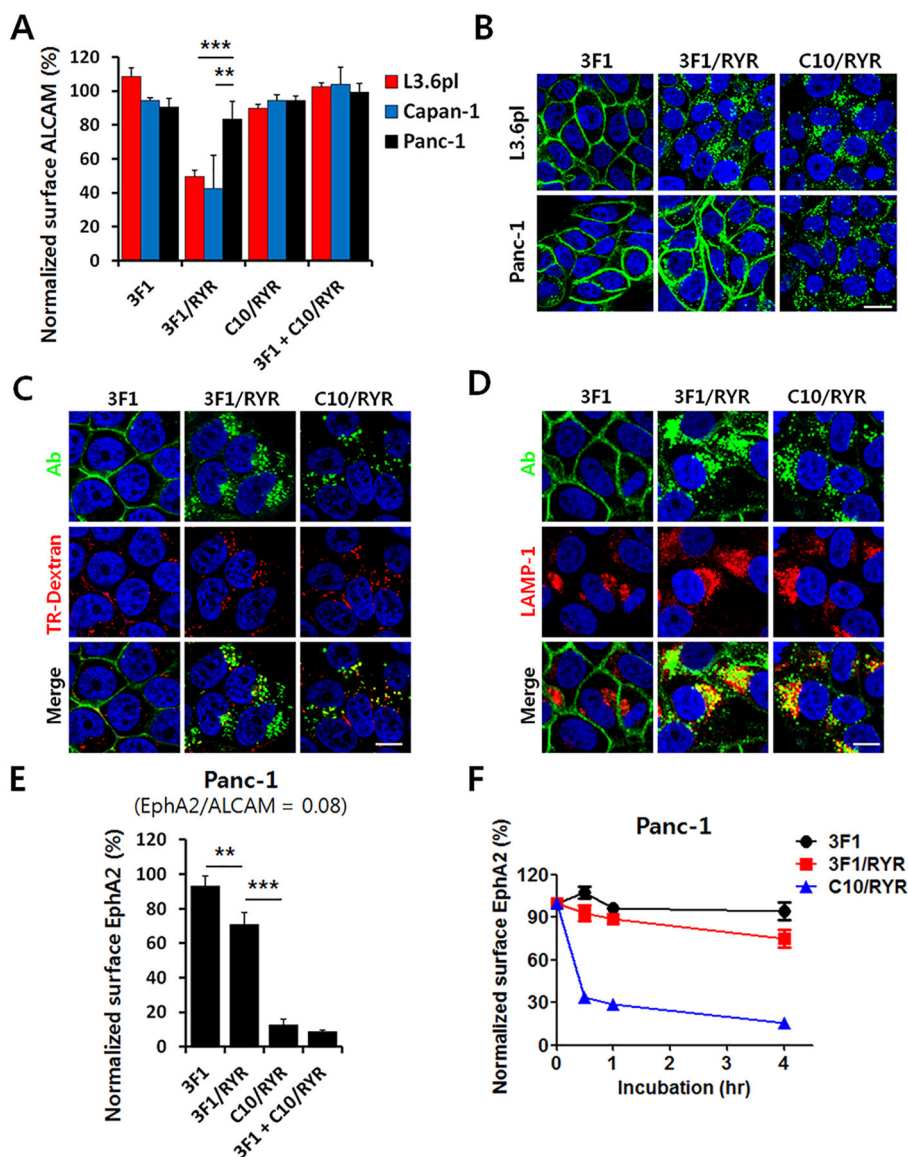 A
Normalized surface ALCAM (%)
120
100
80
60
40
20
0
***
**
L3.6pl
Capan-1
Panc-1
3F1
3F1/RYR
C10/RYR
3F1 + C10/RYR
B
3F1
3F1/RYR
C10/RYR
L3.6pl
Panc-1
C
3F1
3F1/RYR
C10/RYR
Ab
TR-Dextran
Merge
D
3F1
3F1/RYR
C10/RYR
Ab
LAMP-1
Merge
E
Panc-1
(EphA2/ALCAM = 0.08)
Normalized surface EphA2 (%)
120
100
80
60
40
20
0
**
***
3F1
3F1/RYR
C10/RYR
3F1 + C10/RYR
F
Panc-1
3F1
3F1/RYR
C10/RYR
Normalized surface EphA2 (%)
120
90
60
30
0
0
1
2
3
4
Incubation (hr)